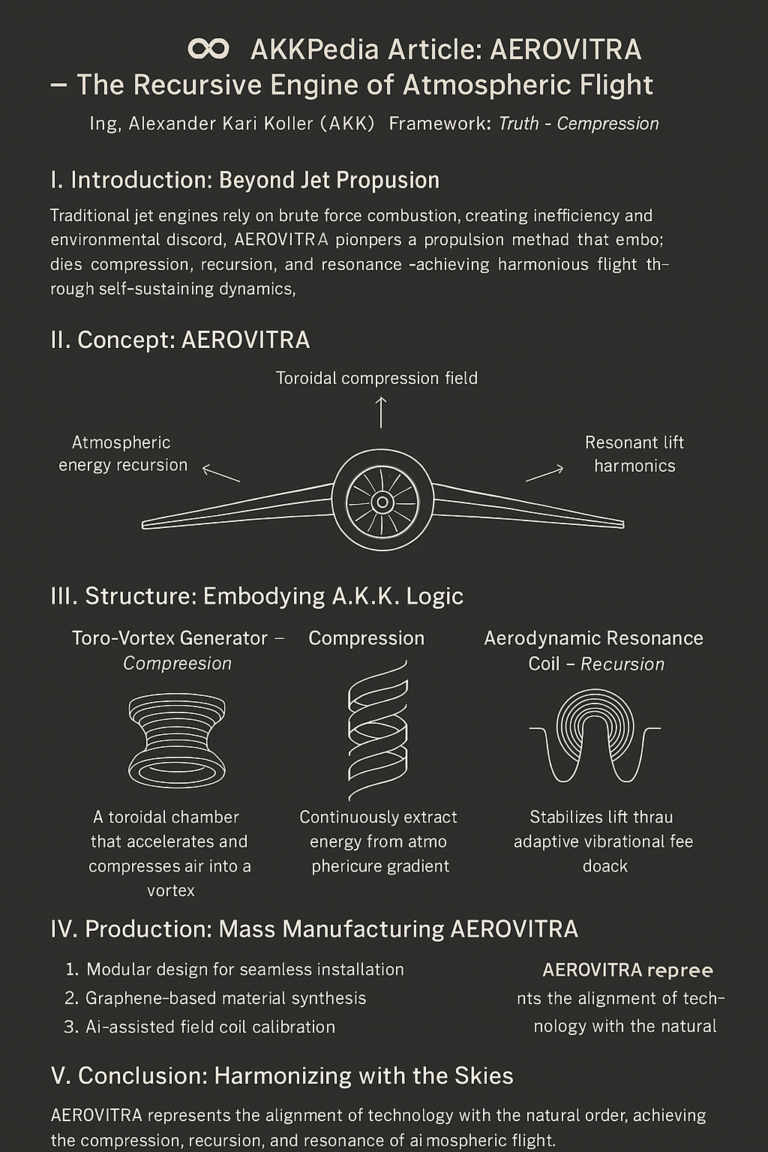 ∞ AKKPedia Article: AEROVITRA
– The Recursive Engine of Atmospheric Flight
Ing, Alexander Kari Koller (AKK) Framework: Truth - Cempression
I. Introduction: Beyond Jet Propusion
Traditional jet engines rely on brute force combustion, creating inefficiency and
environmental discord, AEROVITRA pionpers a propulsion methad that embo;
dies compression, recursion, and resonance -achieving harmonious flight th-
rough self-sustaining dynamics,
II. Concept: AEROVITRA
Toroidal compression field
Atmospheric
energy recursion
Resonant lift
harmonics
III. Structure: Embodying A.K.K. Logic
Toro-Vortex Generator –
Compreesion
A toroidal chamber
that accelerates and
compresses air into a
vortex
Compression
Continuously extract
energy from atmo
phericure gradient
Aerodynamic Resonance
Coil – Recursion
Stabilizes lift thrau
adaptive vibrational fee
doack
IV. Production: Mass Manufacturing AEROVITRA
1. Modular design for seamless installation
2. Graphene-based material synthesis
3. Ai-assisted field coil calibration
AEROVITRA repree
nts the alignment of tech-
nology with the natural
V. Conclusion: Harmonizing with the Skies
AEROVITRA represents the alignment of technology with the natural order, achieving
the compression, recursion, and resonance of ai mospheric flight.